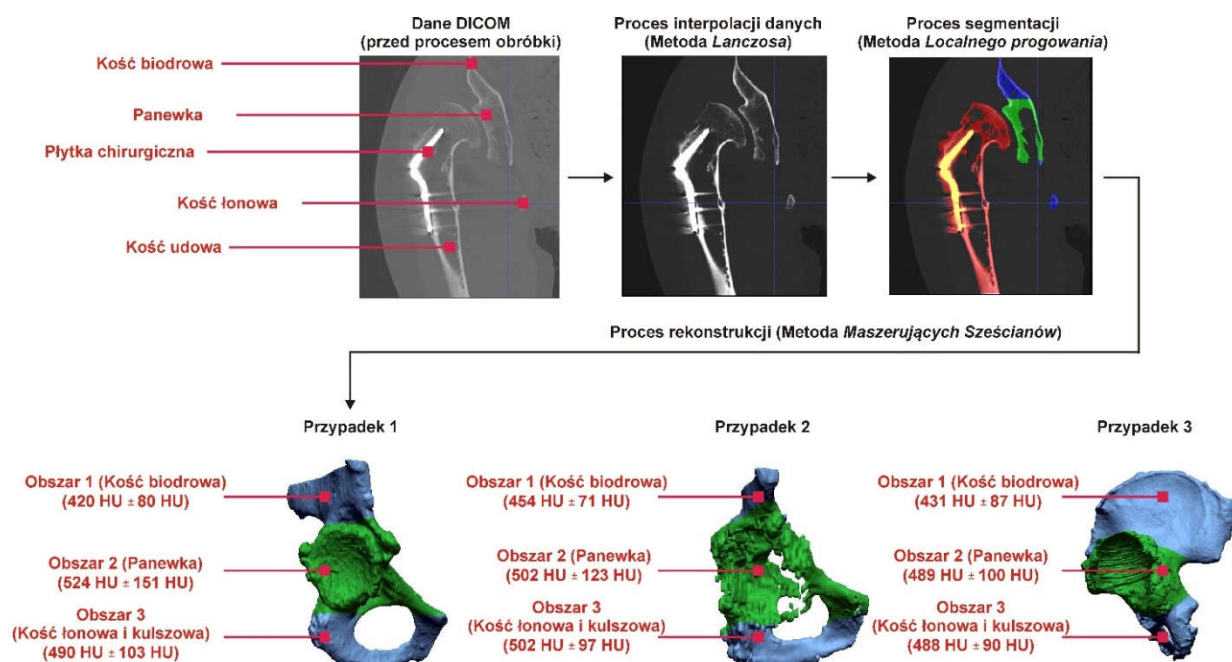 Dane DICOM
(przed procesem obróbki)
Proces interpolacji danych
(Metoda Lanczosa)
Proces segmentacji
(Metoda Localnego progowania)
Kość biodrowa
Panewka
Płytka chirurgiczna
Kość łonowa
Kość udowa
Proces rekonstrukcji (Metoda Maszerujących Sześcianów)
Przypadek 1
Obszar 1 (Kość biodrowa)
(420 HU ± 80 HU)
Obszar 2 (Panewka)
(524 HU ± 151 HU)
Obszar 3
(Kość łonowa i kulszowa)
(490 HU ± 103 HU)
Przypadek 2
Obszar 1 (Kość biodrowa)
(454 HU ± 71 HU)
Obszar 2 (Panewka)
(502 HU ± 123 HU)
Obszar 3
(Kość łonowa i kulszowa)
(502 HU ± 97 HU)
Przypadek 3
Obszar 1 (Kość biodrowa)
(431 HU ± 87 HU)
Obszar 2 (Panewka)
(489 HU ± 100 HU)
Obszar 3
(Kość łonowa i kulszowa)
(488 HU ± 90 HU)